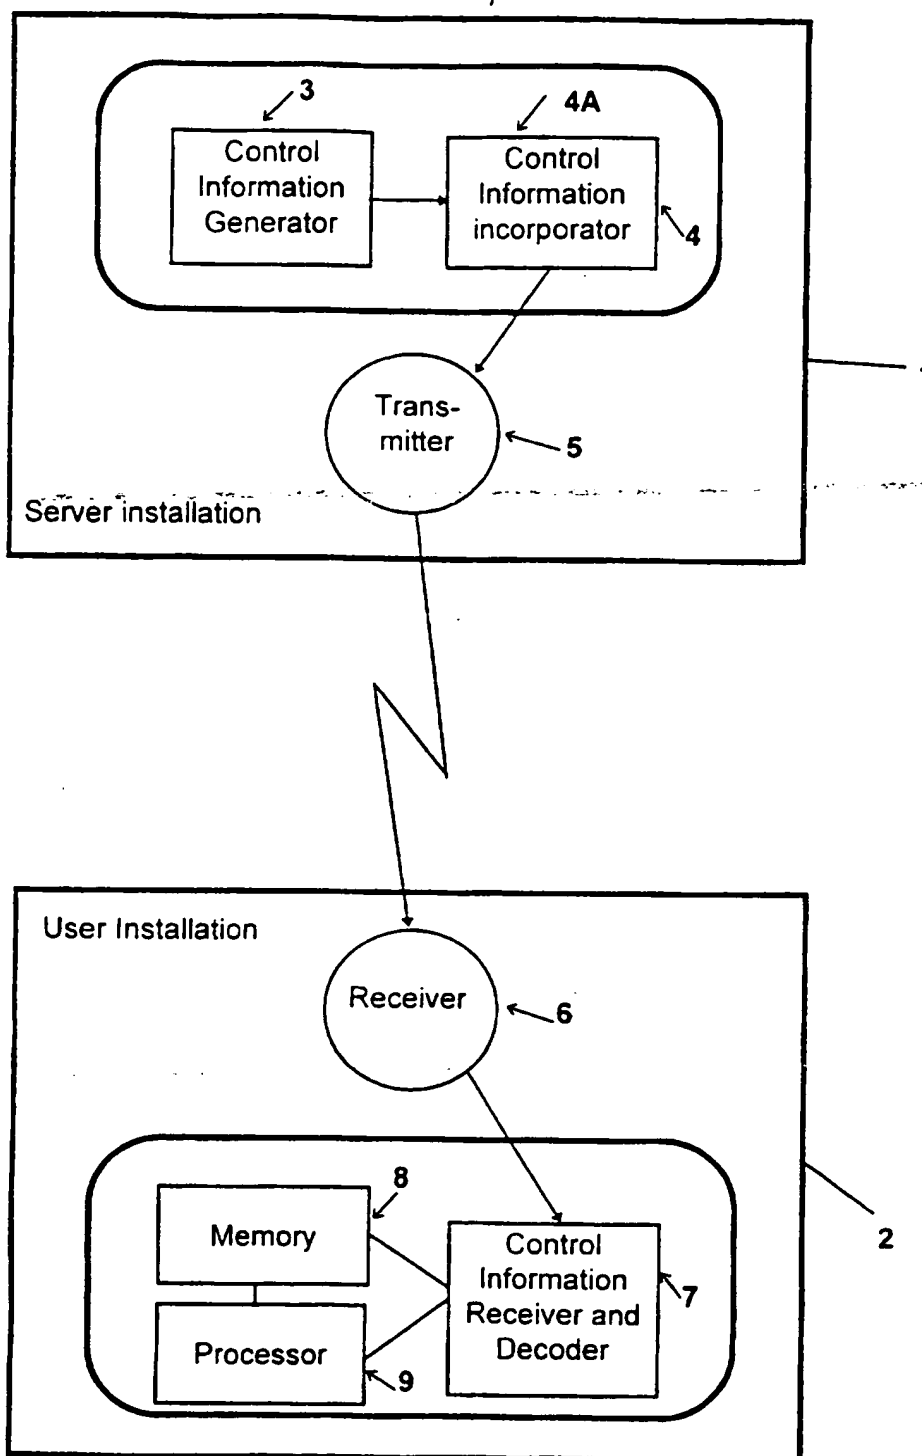 3
4A
Control
Information
Generator
Control
Information
incorporator
4
Trans-
mitter
5
Server installation
User Installation
Receiver
6
8
Memory
Control
Information
Receiver and
Decoder
7
2
Processor
9